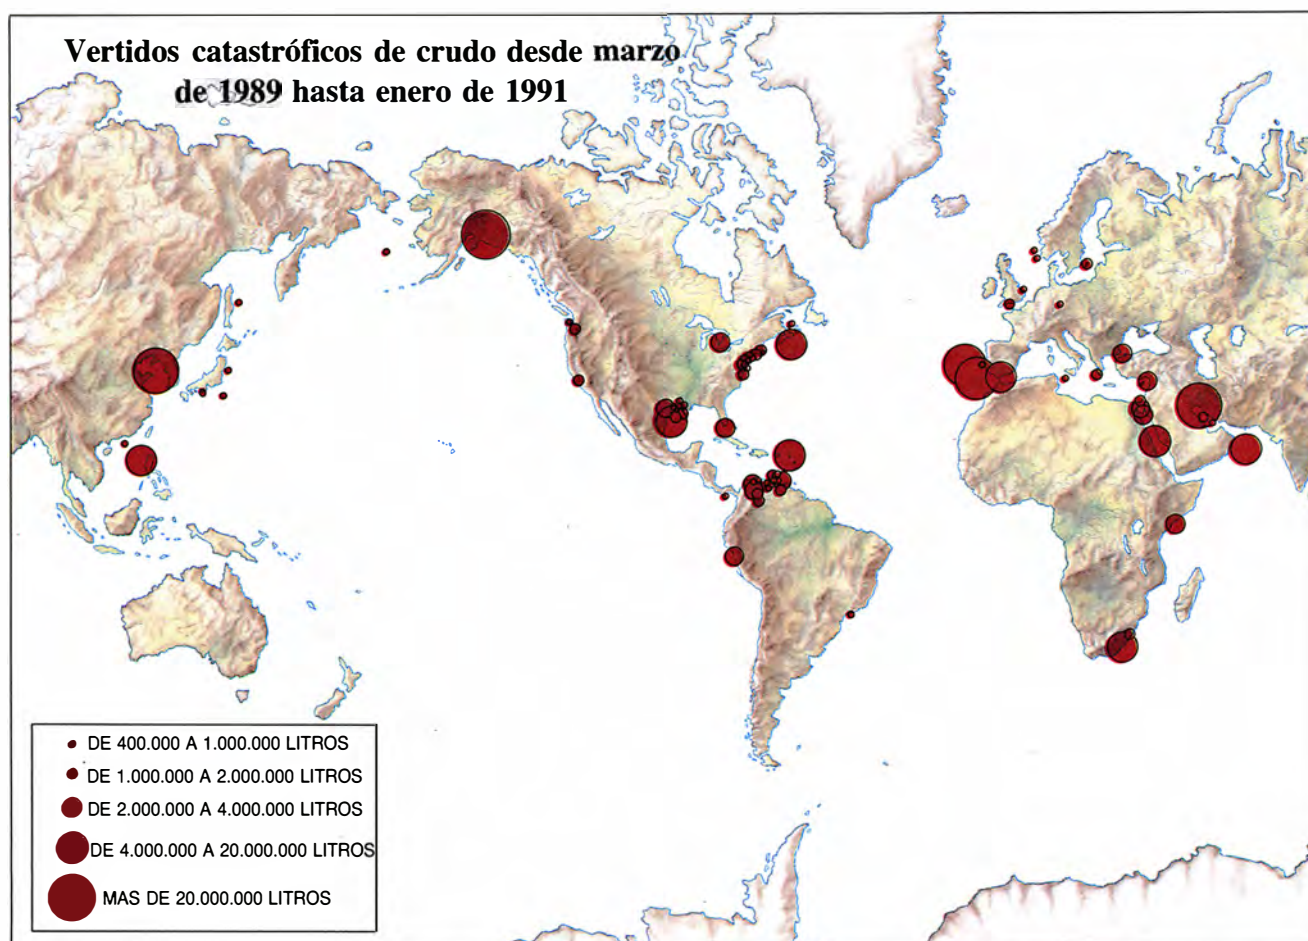 Vertidos catastróficos de crudo desde marzo
de 1989 hasta enero de 1991
DE 400.000 A 1.000.000 LITROS
DE 1.000.000 A 2.000.000 LITROS
DE 2.000.000 A 4.000.000 LITROS
DE 4.000.000 A 20.000.000 LITROS
MAS DE 20.000.000 LITROS